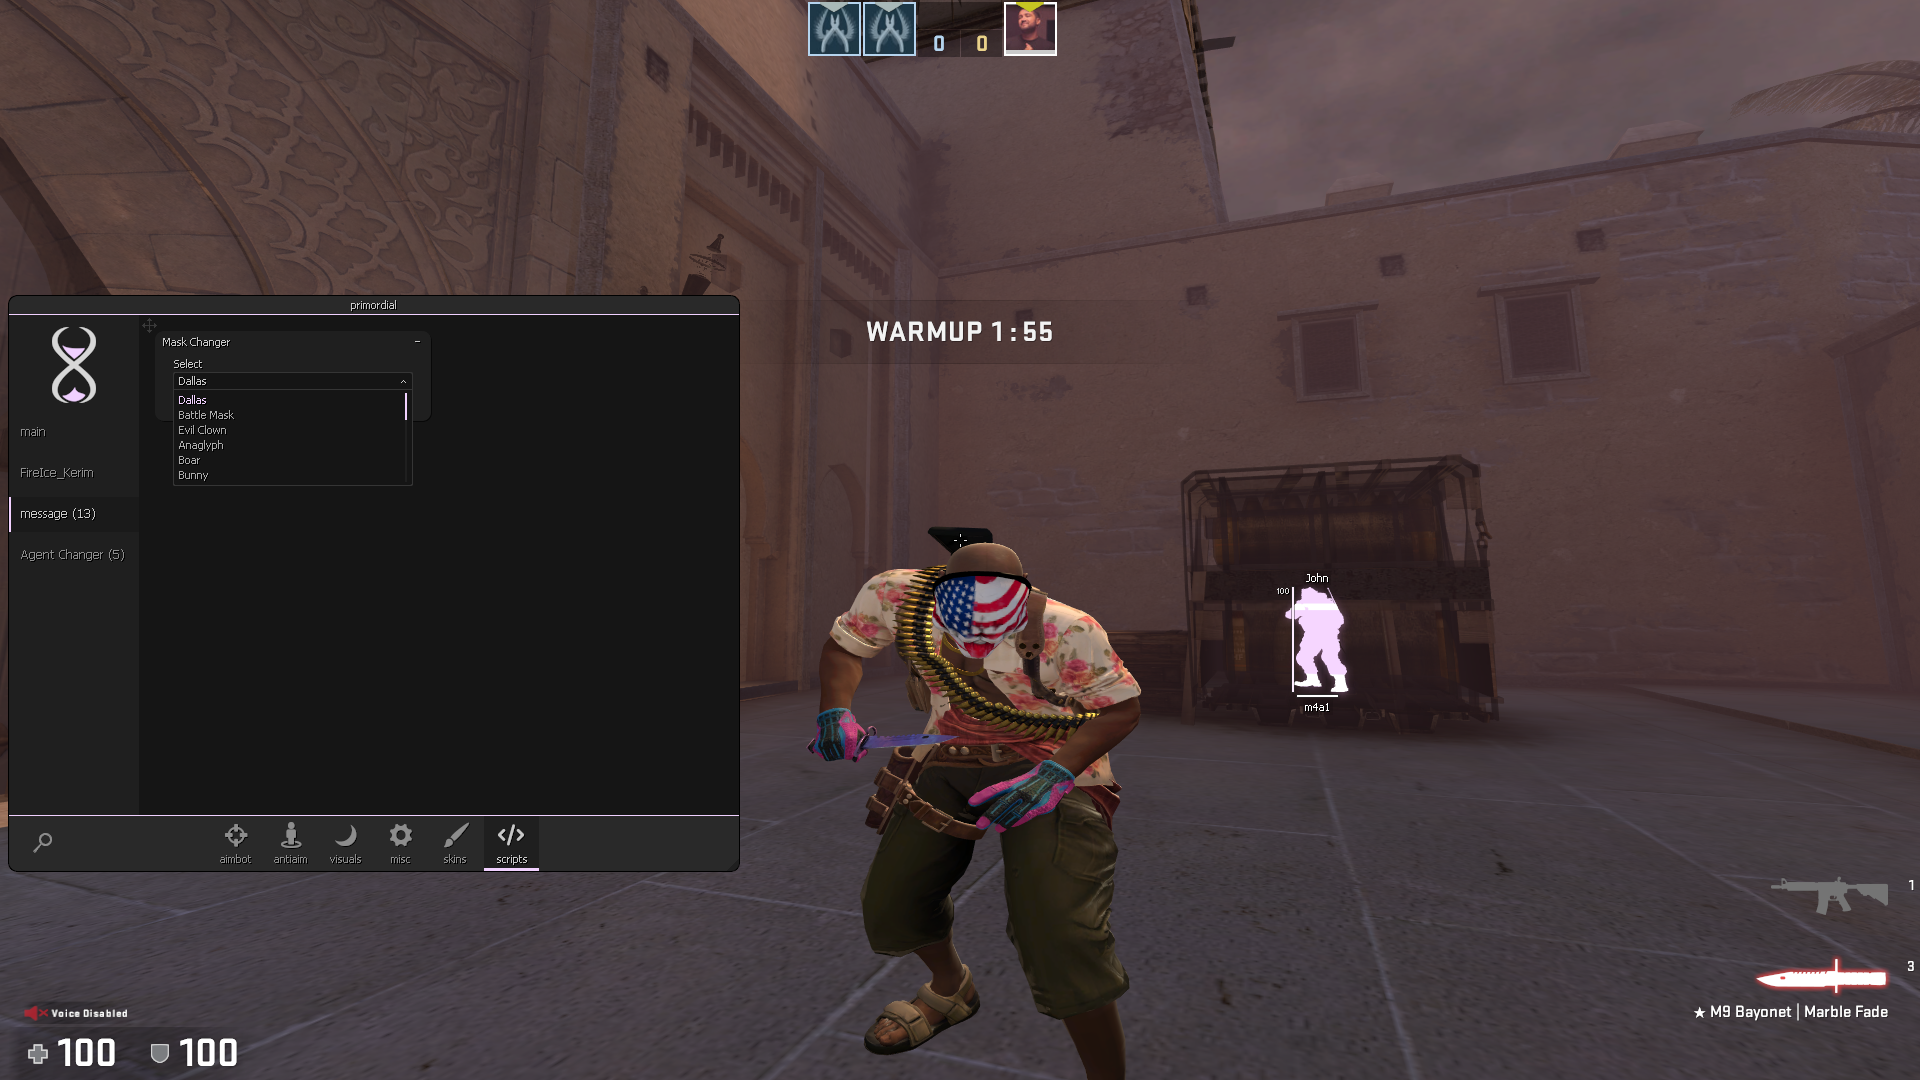 0 0
primordial
WARMUP 1:55
Mask Changer
Select
Dallas
Dallas
Battle Mask
Evil Clown
Anaglyph
Boar
Bunny
main
FireIce_Kerim
message (13)
Agent Changer (5)
John
100
m4a1
aimbot
antiaim
visuals
misc
skins
scripts
1
3
★ M9 Bayonet | Marble Fade
Voice Disabled
100 100